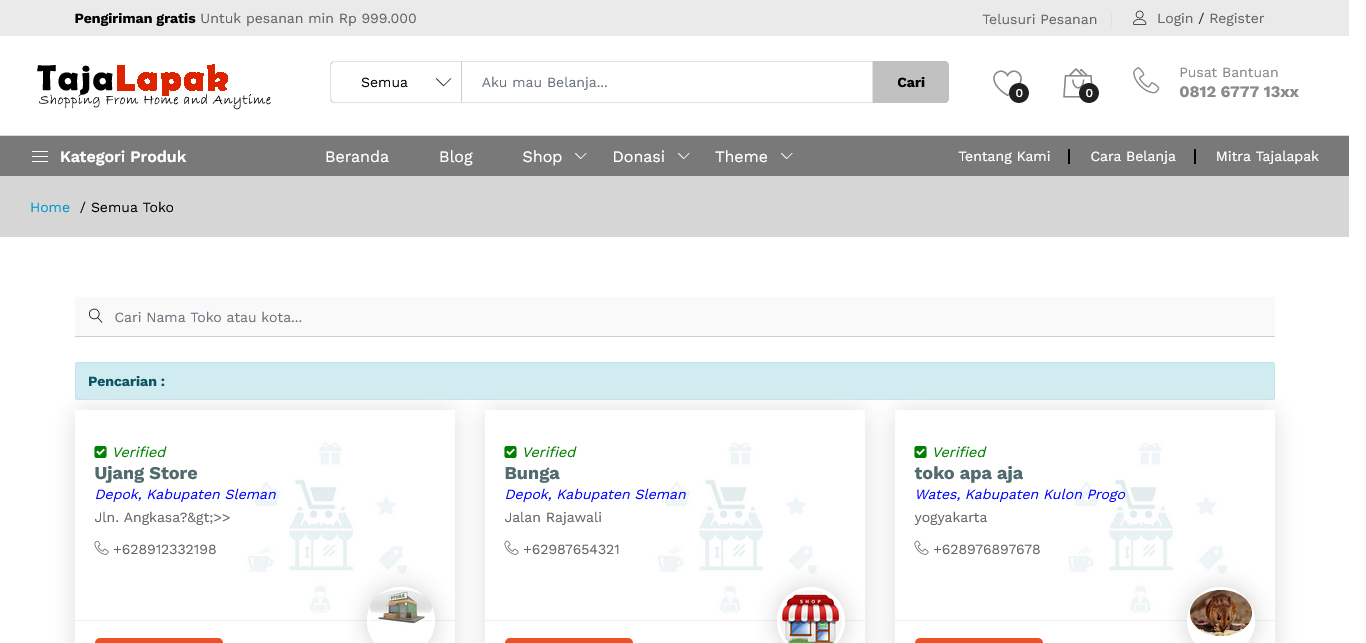 Pengiriman gratis Untuk pesanan min Rp 999.000
Telusuri Pesanan
Login / Register
TajaLapak
Shopping From Home and Anytime
Semua
Aku mau Belanja...
Cari
0
0
Pusat Bantuan
0812 6777 13xx
Kategori Produk
Beranda
Blog
Shop
Donasi
Theme
Tentang Kami
Cara Belanja
Mitra Tajalapak
Home / Semua Toko
Cari Nama Toko atau kota...
Pencarian :
Verified
Ujang Store
Depok, Kabupaten Sleman
Jln. Angkasa?&gt;>>
+628912332198
Verified
Bunga
Depok, Kabupaten Sleman
Jalan Rajawali
+62987654321
SHOP
Verified
toko apa aja
Wates, Kabupaten Kulon Progo
yogyakarta
+628976897678